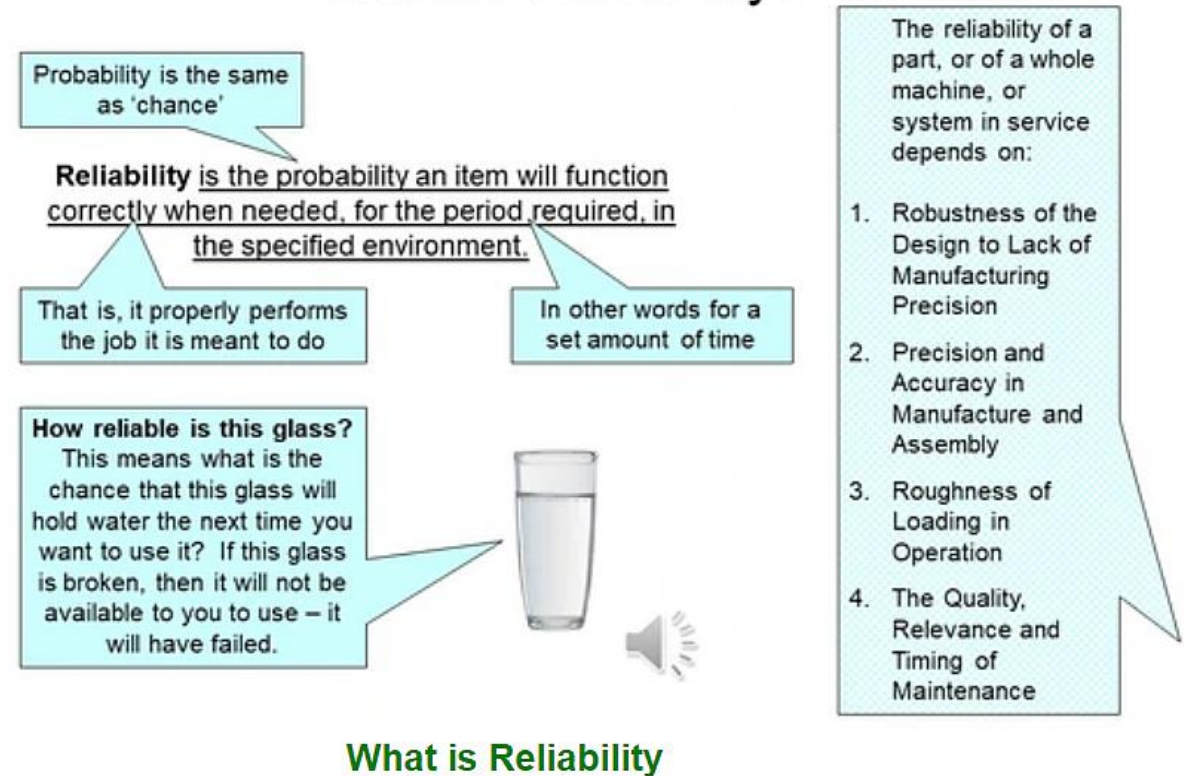 Probability is the same
as ‘chance’
Reliability is the probability an item will function
correctly when needed, for the period required, in
the specified environment.
That is, it properly performs
the job it is meant to do
In other words for a
set amount of time
How reliable is this glass?
This means what is the
chance that this glass will
hold water the next time you
want to use it? If this glass
is broken, then it will not be
available to you to use – it
will have failed.
The reliability of a
part, or of a whole
machine, or
system in service
depends on:
1. Robustness of the
Design to Lack of
Manufacturing
Precision
2. Precision and
Accuracy in
Manufacture and
Assembly
3. Roughness of
Loading in
Operation
4. The Quality,
Relevance and
Timing of
Maintenance
What is Reliability